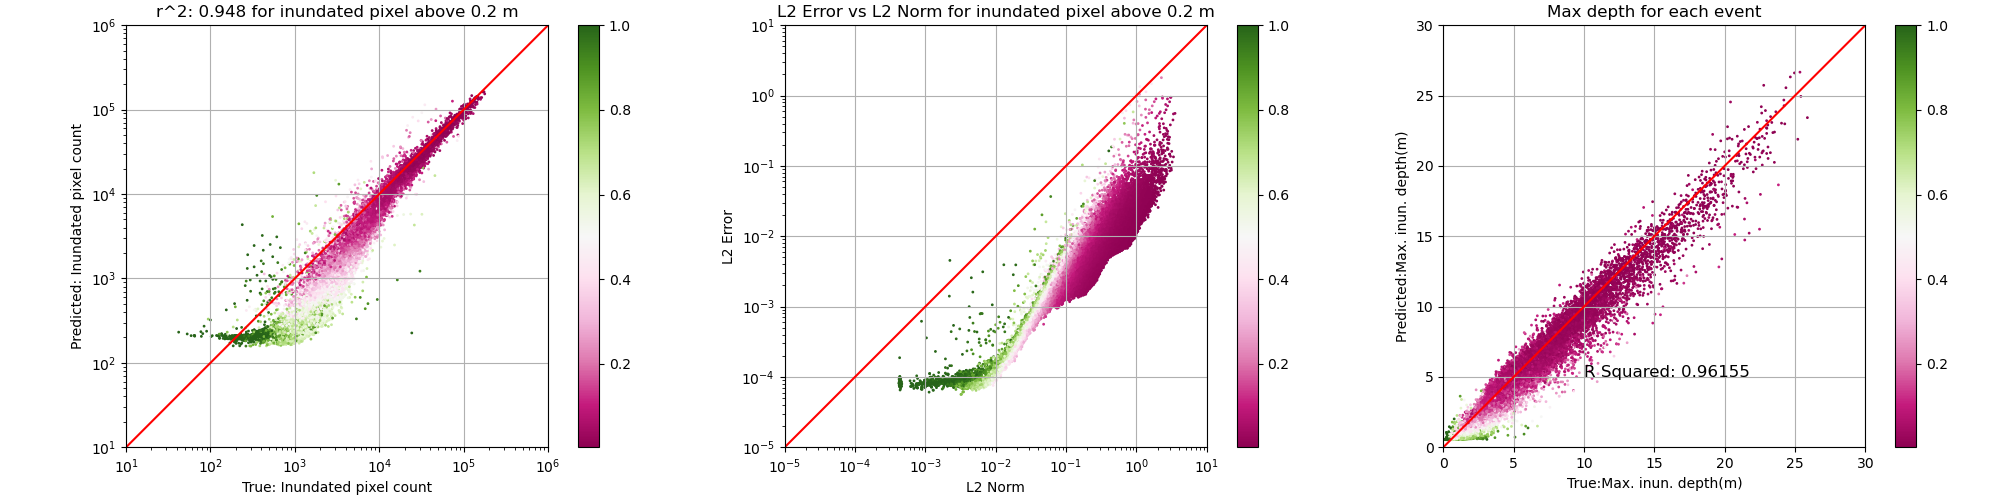 r^2: 0.948 for inundated pixel above 0.2 m
10^6
10^5
10^4
10^3
10^2
10^1
10^1 10^2 10^3 10^4 10^5 10^6
Predicted: Inundated pixel count
True: Inundated pixel count
1.0
0.8
0.6
0.4
0.2
L2 Error vs L2 Norm for inundated pixel above 0.2 m
10^1
10^0
10^-1
10^-2
10^-3
10^-4
10^-5
10^-5 10^-4 10^-3 10^-2 10^-1 10^0 10^1
L2 Error
L2 Norm
1.0
0.8
0.6
0.4
0.2
Max depth for each event
30
25
20
15
10
5
0
0 5 10 15 20 25 30
Predicted:Max. inun. depth(m)
True:Max. inun. depth(m)
R Squared: 0.96155
1.0
0.8
0.6
0.4
0.2